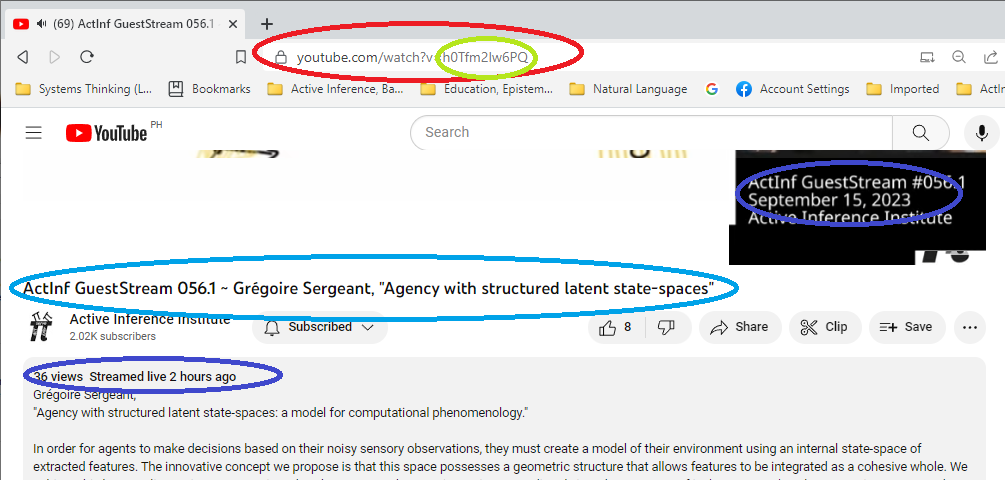 (69) ActInf GuestStream 056.1
youtube.com/watch?v=h0Tfm2lw6PQ
Systems Thinking (L... Bookmarks Active Inference, Ba... Education, Epistem... Natural Language Account Settings Imported ActI
YouTube PH
Search
ActInf GuestStream #056.1
September 15, 2023
Active Inference Institute
ActInf GuestStream 056.1 ~ Grégoire Sergeant, "Agency with structured latent state-spaces"
Active Inference Institute
2.02K subscribers
Subscribed
8
Share
Clip
Save
36 views Streamed live 2 hours ago
Grégoire Sergeant,
"Agency with structured latent state-spaces: a model for computational phenomenology."
In order for agents to make decisions based on their noisy sensory observations, they must create a model of their environment using an internal state-space of
extracted features. The innovative concept we propose is that this space possesses a geometric structure that allows features to be integrated as a cohesive whole. We